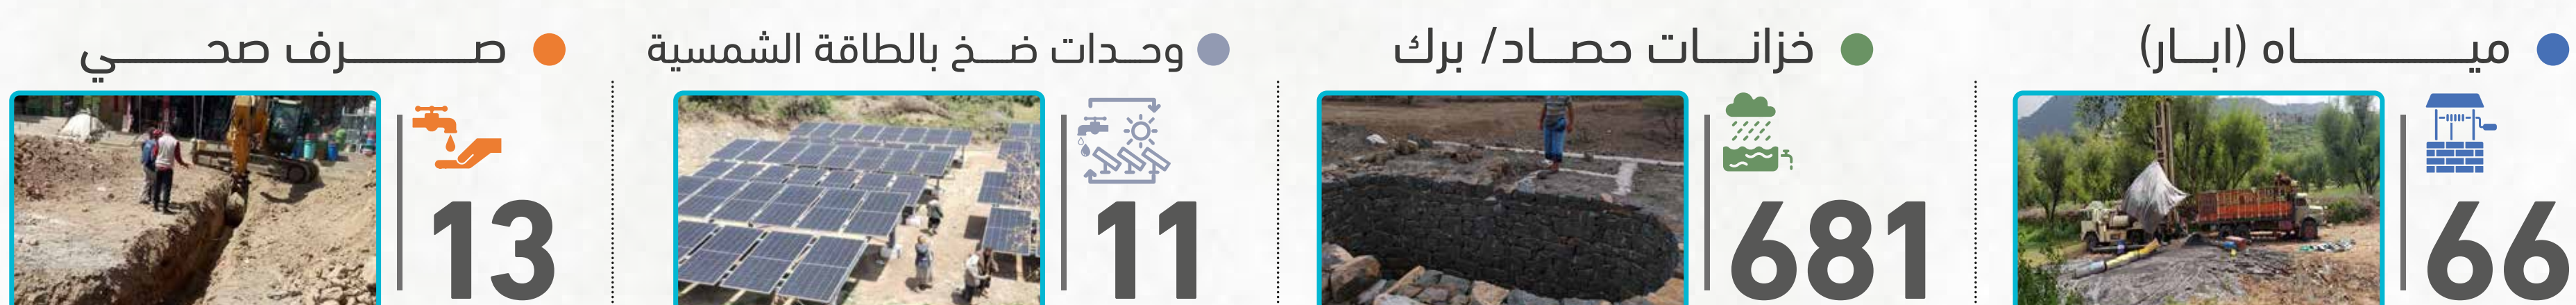 مياه (ابار)
66
خزانات حصاد/ برك
681
وحدات ضخ بالطاقة الشمسية
11
صرف صحي
13